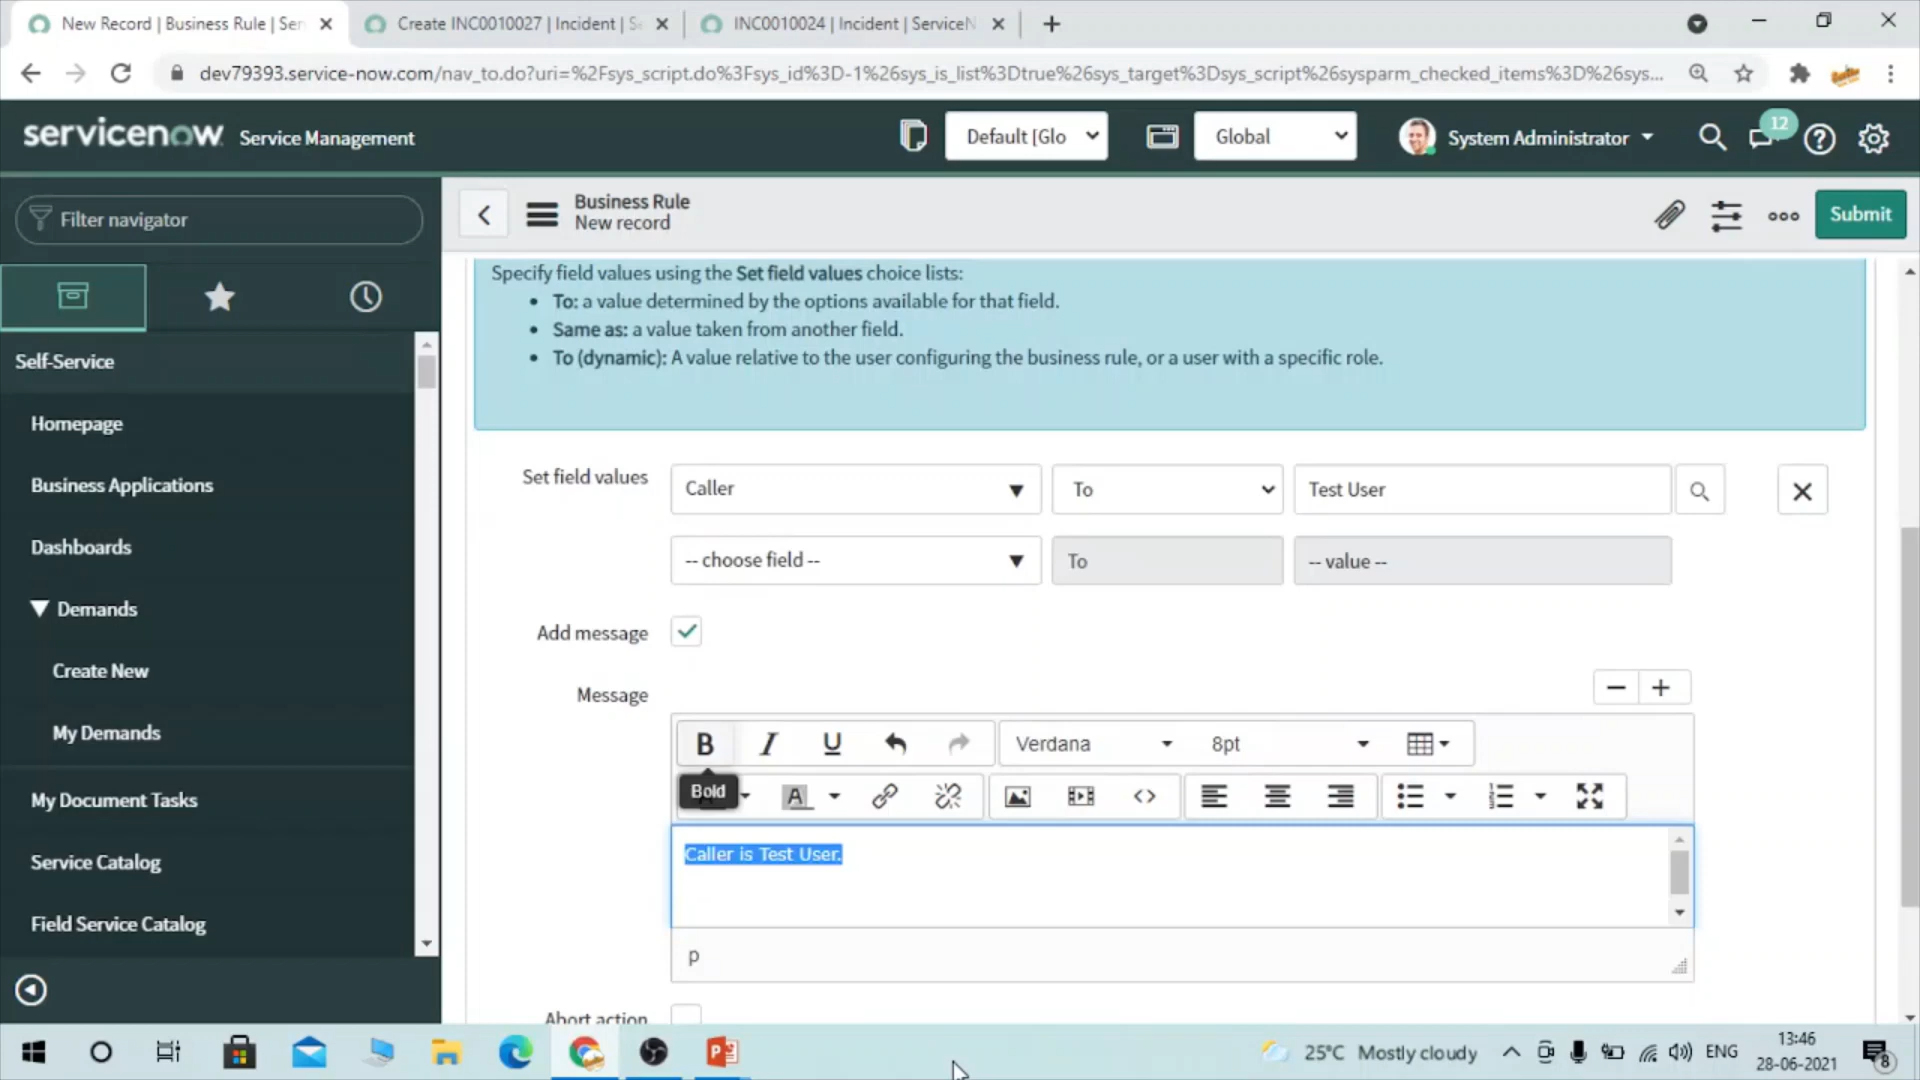 New Record | Business Rule | Ser
Create INC0010027 | Incident | S
INC0010024 | Incident | ServiceN
dev79393.service-now.com/nav_to.do?uri=%2Fsys_script.do%3Fsys_id%3D-1%26sys_is_list%3Dtrue%26sys_target%3Dsys_script%26sysparm_checked_items%3D%26sys...
servicenow Service Management
Default [Glo
Global
System Administrator
12
Filter navigator
Business Rule
New record
Submit
Self-Service
Homepage
Business Applications
Dashboards
Demands
Create New
My Demands
My Document Tasks
Service Catalog
Field Service Catalog
Specify field values using the Set field values choice lists:
• To: a value determined by the options available for that field.
• Same as: a value taken from another field.
• To (dynamic): A value relative to the user configuring the business rule, or a user with a specific role.
Set field values
Caller
To
Test User
-- choose field --
To
-- value --
Add message
Message
B I U
Verdana
8pt
Bold
A
Caller is Test User.
p
Abort action
25°C Mostly cloudy
ENG
13:46
28-06-2021
8